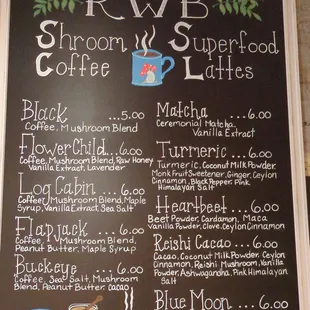 RWB
Shroom
Coffee
Superfood
Lattes
Black ...5.00
Coffee, Mushroom Blend
FlowerChild...6.00
Coffee, Mushroom Blend, Raw Honey
Vanilla Extract, Lavender
Log Cabin ... 6.00
Coffee, Mushroom Blend, Maple
Syrup, Vanilla Extract, Sea Salt
Flapjack ... 6.00
Coffee, Mushroom Blend,
Peanut Butter, Maple Syrup
Buckeye ... 6.00
Coffee, Sea Salt, Mushroom
Blend, Peanut Butter, Cacao
Matcha ...6.00
Ceremonial Matcha,
Vanilla Extract
Turmeric ...... 6.00
Turmeric, Coconut Milk Powder,
Monk Fruit Sweetener, Ginger, Ceylon
Cinnamon, Black Pepper, Pink
Himalayan Salt
Heartbeet ... 6.00
Beet Powder, Cardamon, Maca
Vanilla Powder, Clove, Ceylon Cinnamon
Reishi Cacao ... 6.00
Cacao, Coconut Milk Powder, Ceylon
Cinnamon, Reishi Mushroom, Vanilla
Powder, Ashwagandha, Pink Himalayan
Salt
Blue Moon ... 6.00